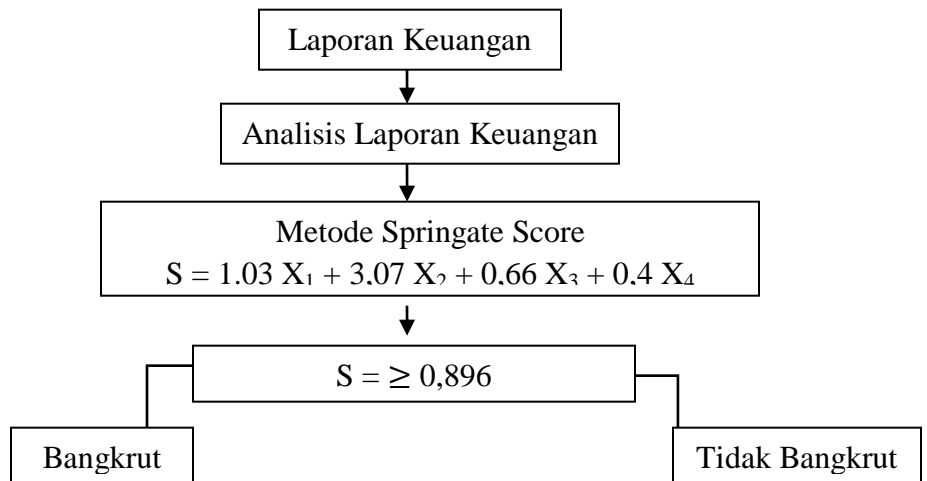 Laporan Keuangan
Analisis Laporan Keuangan
Metode Springate Score
S = 1.03 X₁ + 3,07 X₂ + 0,66 X₃ + 0,4 X₄
S = ≥ 0,896
Bangkrut
Tidak Bangkrut